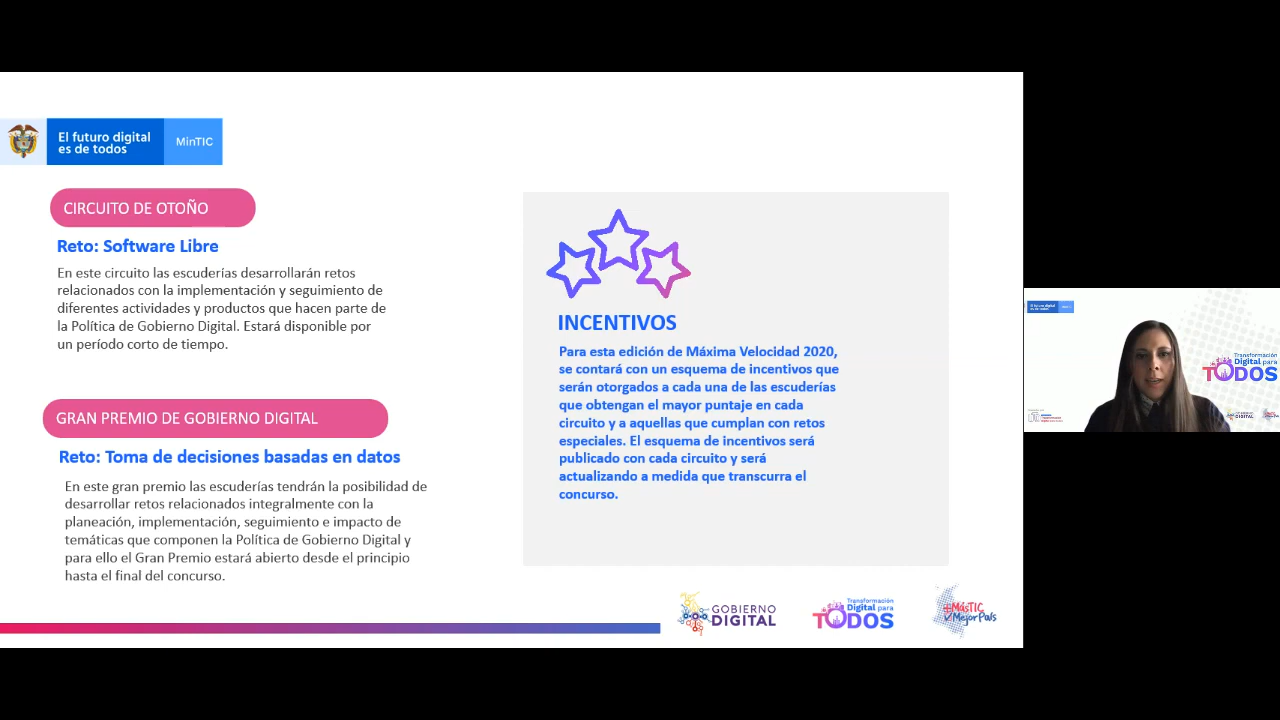 El futuro digital
es de todos
MinTIC
CIRCUITO DE OTOÑO
Reto: Software Libre
En este circuito las escuderías desarrollarán retos
relacionados con la implementación y seguimiento de
diferentes actividades y productos que hacen parte de
la Política de Gobierno Digital. Estará disponible por
un período corto de tiempo.
GRAN PREMIO DE GOBIERNO DIGITAL
Reto: Toma de decisiones basadas en datos
En este gran premio las escuderías tendrán la posibilidad de
desarrollar retos relacionados integralmente con la
planeación, implementación, seguimiento e impacto de
temáticas que componen la Política de Gobierno Digital y
para ello el Gran Premio estará abierto desde el principio
hasta el final del concurso.
INCENTIVOS
Para esta edición de Máxima Velocidad 2020,
se contará con un esquema de incentivos que
serán otorgados a cada una de las escuderías
que obtengan el mayor puntaje en cada
circuito y a aquellas que cumplan con retos
especiales. El esquema de incentivos será
publicado con cada circuito y será
actualizando a medida que transcurra el
concurso.
GOBIERNO
DIGITAL
Transformación
Digital para
TODOS
+MásTIC
MejorPaís
El futuro digital
es de todos
Transformación
Digital para
TODOS
DIGITAL